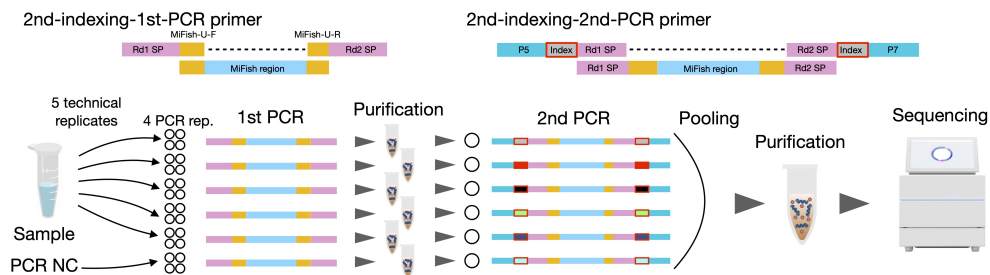 2nd-indexing-1st-PCR primer
MiFish-U-F
MiFish-U-R
Rd1 SP
Rd2 SP
MiFish region
2nd-indexing-2nd-PCR primer
P5
Index
Rd1 SP
Rd2 SP
Index
P7
Rd1 SP
MiFish region
Rd2 SP
5 technical
replicates
4 PCR rep.
1st PCR
Purification
2nd PCR
Pooling
Purification
Sequencing
Sample
PCR NC